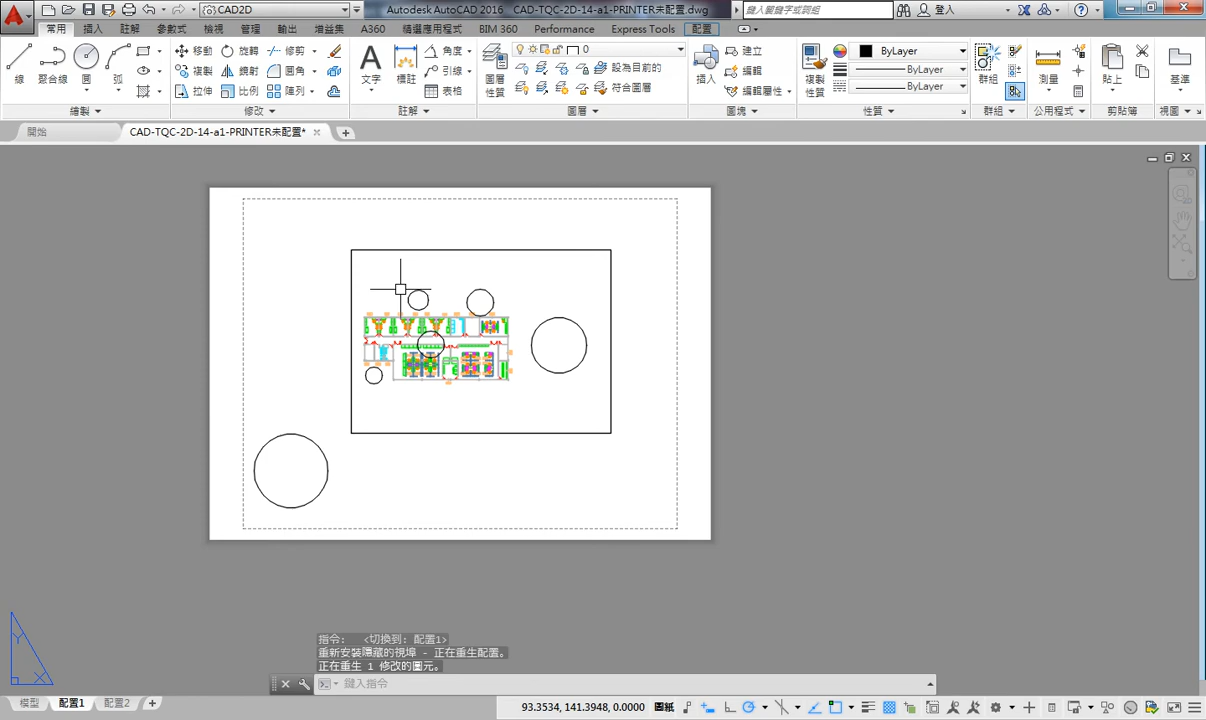 CAD2D
Autodesk AutoCAD 2016 CAD-TQC-2D-14-a1-PRINTER未配置.dwg
鍵入關鍵字或詞組
登入
常用 插入 註解 參數式 檢視 管理 輸出 增益集 A360 精選應用程式 BIM 360 Performance Express Tools 配置
線 聚合線 圓 弧
移動 旋轉 修剪
複製 鏡射 圓角
拉伸 比例 陣列
文字 標註 角度 引線 表格
圖層性質 0
設為目前的
符合圖層
插入 建立 編輯 編輯屬性
複製性質 ByLayer
ByLayer
ByLayer
群組 測量 貼上 基準
繪製 修改 註解 圖層 圖塊 性質 群組 公用程式 剪貼簿 視圖
開始 CAD-TQC-2D-14-a1-PRINTER未配置*
Y
X
指令: <切換到: 配置1>
重新安裝隱藏的視埠 - 正在重生配置。
正在重生 1 修改的圖元。
鍵入指令
模型 配置1 配置2
93.3534, 141.3948, 0.0000 圖紙